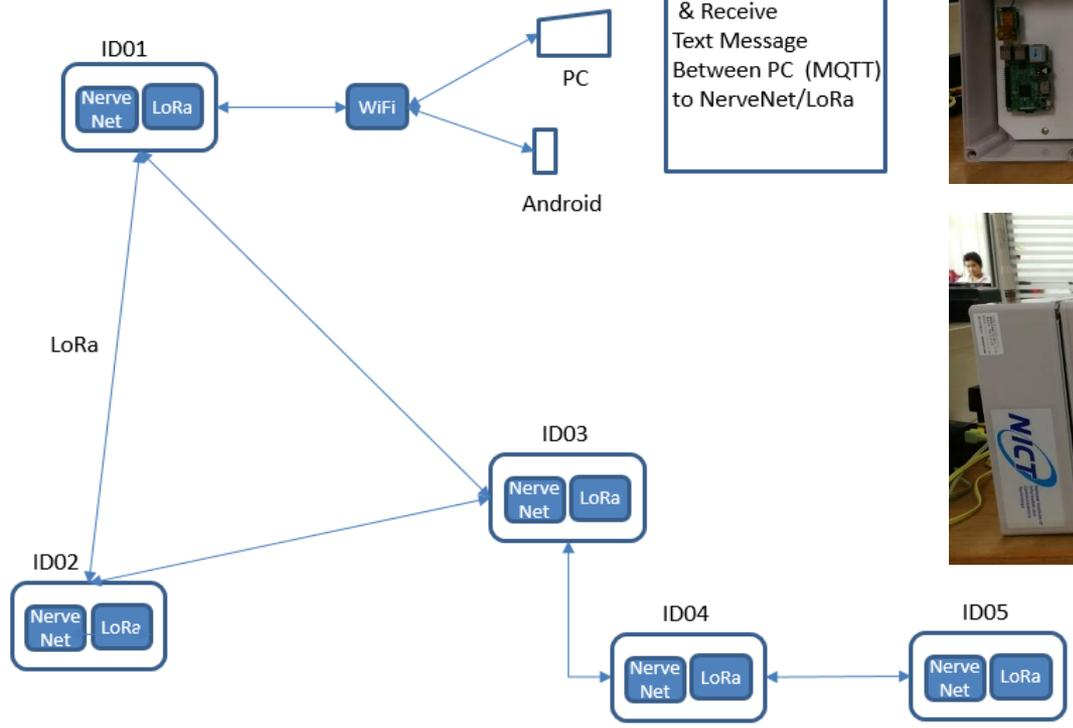 ID01
Nerve
Net
LoRa
WiFi
PC
Android
& Receive
Text Message
Between PC (MQTT)
to NerveNet/LoRa
LoRa
ID03
Nerve
Net
LoRa
ID02
Nerve
Net
LoRa
ID04
Nerve
Net
LoRa
ID05
Nerve
Net
LoRa
NICT